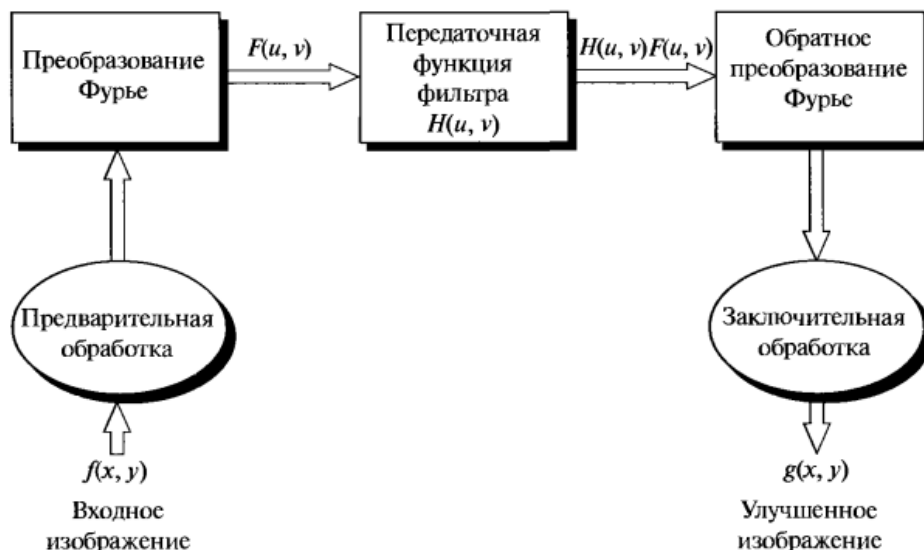 Преобразование
Фурье
F(u, v)
Передаточная
функция
фильтра
H(u, v)
H(u, v)F(u, v)
Обратное
преобразование
Фурье
Предварительная
обработка
Заключительная
обработка
f(x, y)
Входное
изображение
g(x, y)
Улучшенное
изображение